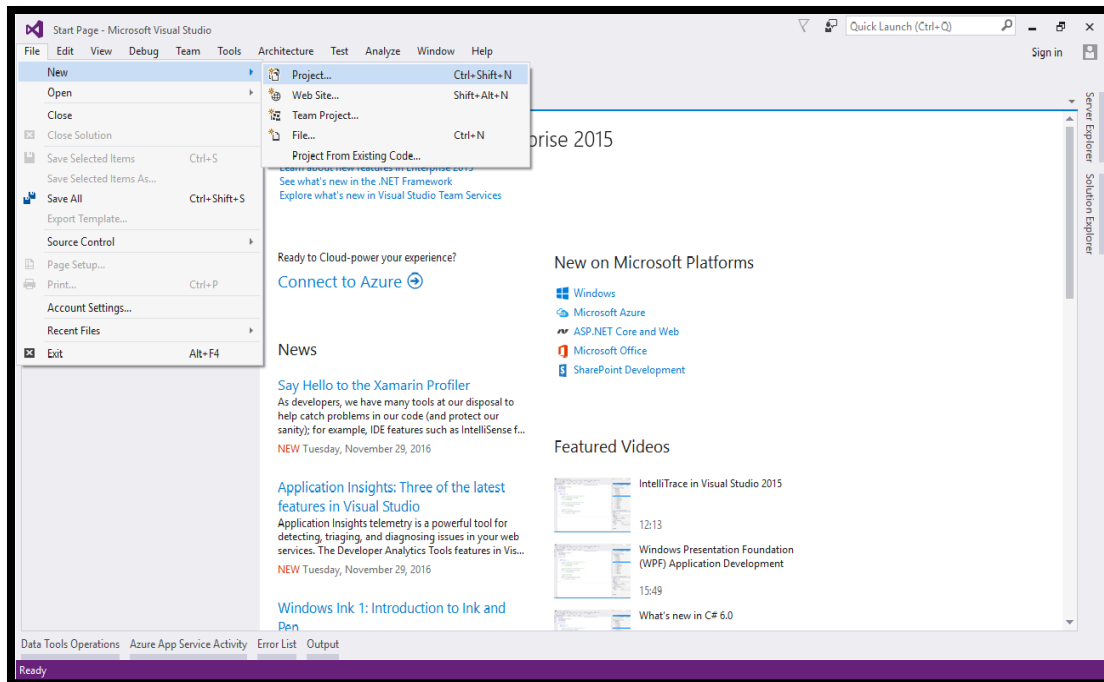 Start Page - Microsoft Visual Studio
Quick Launch (Ctrl+Q)
File Edit View Debug Team Tools Architecture Test Analyze Window Help
Sign in
New
Open
Close
Close Solution
Save Selected Items Ctrl+S
Save Selected Items As...
Save All Ctrl+Shift+S
Export Template...
Source Control
Page Setup...
Print... Ctrl+P
Account Settings...
Recent Files
Exit Alt+F4
Project... Ctrl+Shift+N
Web Site... Shift+Alt+N
Team Project...
File... Ctrl+N
Project From Existing Code...
prise 2015
Learn about new features in Enterprise 2015
See what's new in the .NET Framework
Explore what's new in Visual Studio Team Services
Ready to Cloud-power your experience?
Connect to Azure
News
Say Hello to the Xamarin Profiler
As developers, we have many tools at our disposal to
help catch problems in our code (and protect our
sanity); for example, IDE features such as IntelliSense f...
NEW Tuesday, November 29, 2016
Application Insights: Three of the latest
features in Visual Studio
Application Insights telemetry is a powerful tool for
detecting, triaging, and diagnosing issues in your web
services. The Developer Analytics Tools features in Vis...
NEW Tuesday, November 29, 2016
Windows Ink 1: Introduction to Ink and
Pen
New on Microsoft Platforms
Windows
Microsoft Azure
ASP.NET Core and Web
Microsoft Office
SharePoint Development
Featured Videos
IntelliTrace in Visual Studio 2015
12:13
Windows Presentation Foundation
(WPF) Application Development
15:49
What's new in C# 6.0
Server Explorer
Solution Explorer
Data Tools Operations Azure App Service Activity Error List Output
Ready